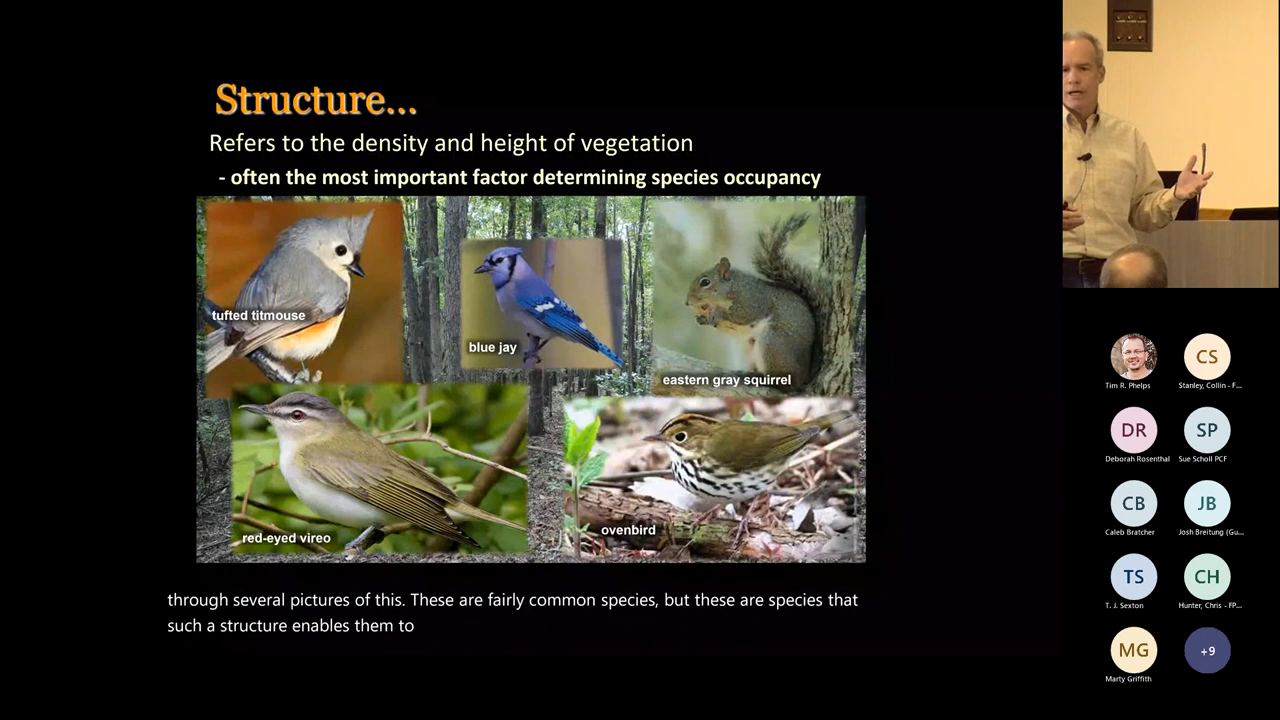 Structure...
Refers to the density and height of vegetation
- often the most important factor determining species occupancy
tufted titmouse
blue jay
eastern gray squirrel
red-eyed vireo
ovenbird
through several pictures of this. These are fairly common species, but these are species that
such a structure enables them to
CS
Tim R. Phelps
Stanley, Collin - F...
DR
SP
Deborah Rosenthal
Sue Scholl PCF
CB
JB
Caleb Bratcher
Josh Breitung (Gu...
TS
CH
T. J. Sexton
Hunter, Chris - FP...
MG
+9
Marty Griffith